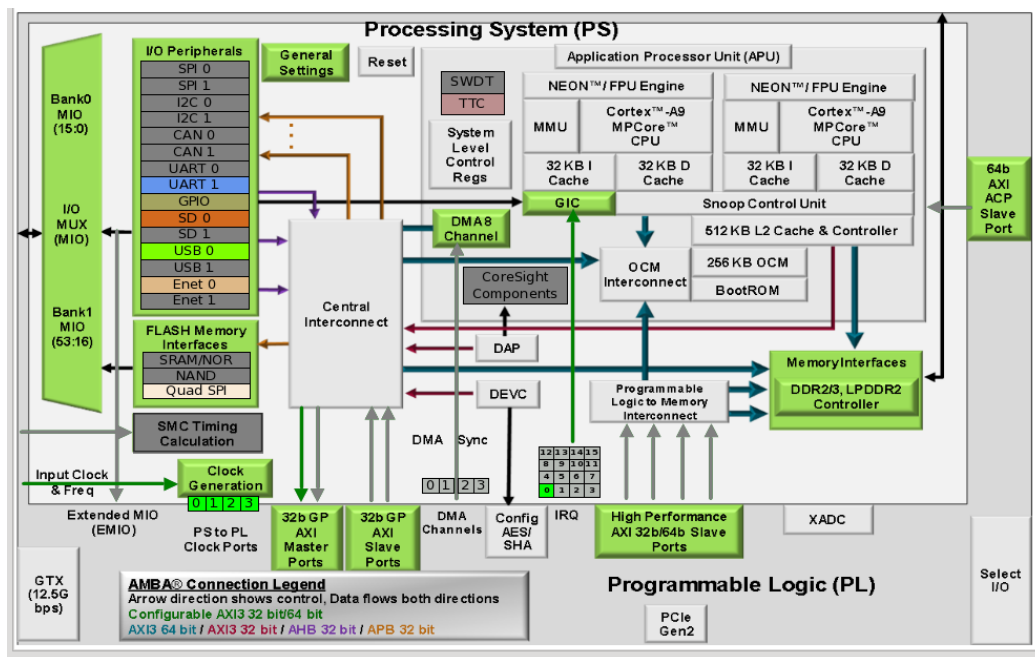 Processing System (PS)
Bank0
MIO
(15:0)
I/O
MUX
(MIO)
Bank1
MIO
(53:16)
I/O Peripherals
SPI 0
SPI 1
I2C 0
I2C 1
CAN 0
CAN 1
UART 0
UART 1
GPIO
SD 0
SD 1
USB 0
USB 1
Enet 0
Enet 1
FLASH Memory
Interfaces
SRAM/NOR
NAND
Quad SPI
SMC Timing
Calculation
General
Settings
Reset
Central
Interconnect
Application Processor Unit (APU)
SWDT
TTC
System
Level
Control
Regs
NEON™/ FPU Engine
MMU
Cortex™-A9
MPCore™
CPU
32 KB I
Cache
32 KB D
Cache
NEON™/ FPU Engine
MMU
Cortex™-A9
MPCore™
CPU
32 KB I
Cache
32 KB D
Cache
GIC
Snoop Control Unit
DMA8
Channel
512 KB L2 Cache & Controller
OCM
Interconnect
256 KB OCM
BootROM
CoreSight
Components
DAP
DEVC
Programmable
Logic to Memory
Interconnect
Memory Interfaces
DDR2/3, LPDDR2
Controller
64b
AXI
ACP
Slave
Port
Input Clock
& Freq
Clock
Generation
0 1 2 3
PS to PL
Clock Ports
Extended MIO
(EMIO)
32b GP
AXI
Master
Ports
32b GP
AXI
Slave
Ports
DMA Sync
0 1 2 3
DMA
Channels
Config
AES/
SHA
12 13 14 15
8 9 10 11
4 5 6 7
0 1 2 3
IRQ
High Performance
AXI 32b/64b Slave
Ports
XADC
GTX
(12.5G
bps)
AMBA® Connection Legend
Arrow direction shows control, Data flows both directions
Configurable AXI3 32 bit/64 bit
AXI3 64 bit / AXI3 32 bit / AHB 32 bit / APB 32 bit
Programmable Logic (PL)
PCIe
Gen2
Select
I/O